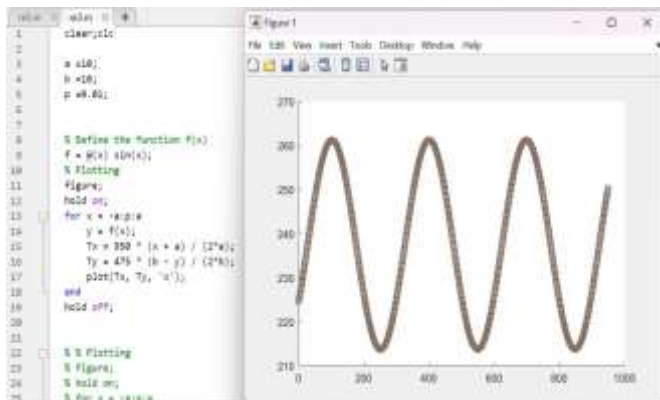 clear;clc
a =10;
b =10;
p =0.01;
% Define the function f(x)
f = @(x) sin(x);
% Plotting
figure;
hold on;
for x = -a:p:a
y = f(x);
Tx = 950 * (x + a) / (2*a);
Ty = 475 * (b - y) / (2*b);
plot(Tx, Ty, 'o');
end
hold off;
% % Plotting
% figure;
% hold on;
% for x = -a:p:a
Figure 1
File Edit View Insert Tools Desktop Window Help
270
260
250
240
230
220
210
0 200 400 600 800 1000